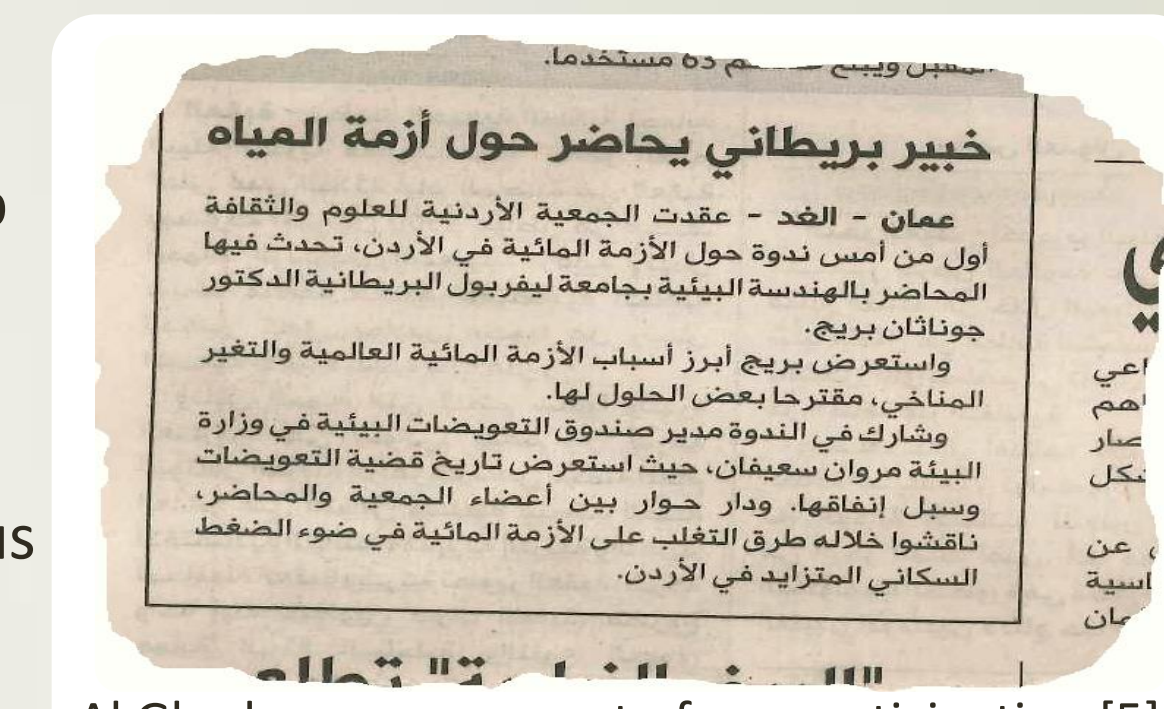 خبير بريطاني يحاضر حول أزمة المياه
عمان - الغد - عقدت الجمعية الأردنية للعلوم والثقافة
أول من أمس ندوة حول الأزمة المائية في الأردن، تحدث فيها
المحاضر بالهندسة البيئية بجامعة ليفربول البريطانية الدكتور
جوناثان بريج.
واستعرض بريج أبرز أسباب الأزمة المائية العالمية والتغير
المناخي، مقترحا بعض الحلول لها.
وشارك في الندوة مدير صندوق التعويضات البيئية في وزارة
البيئة مروان سعيفان، حيث استعرض تاريخ قضية التعويضات
وسبل إنفاقها. ودار حوار بين أعضاء الجمعية والمحاضر،
ناقشوا خلاله طرق التغلب على الأزمة المائية في ضوء الضغط
السكاني المتزايد في الأردن.
عن